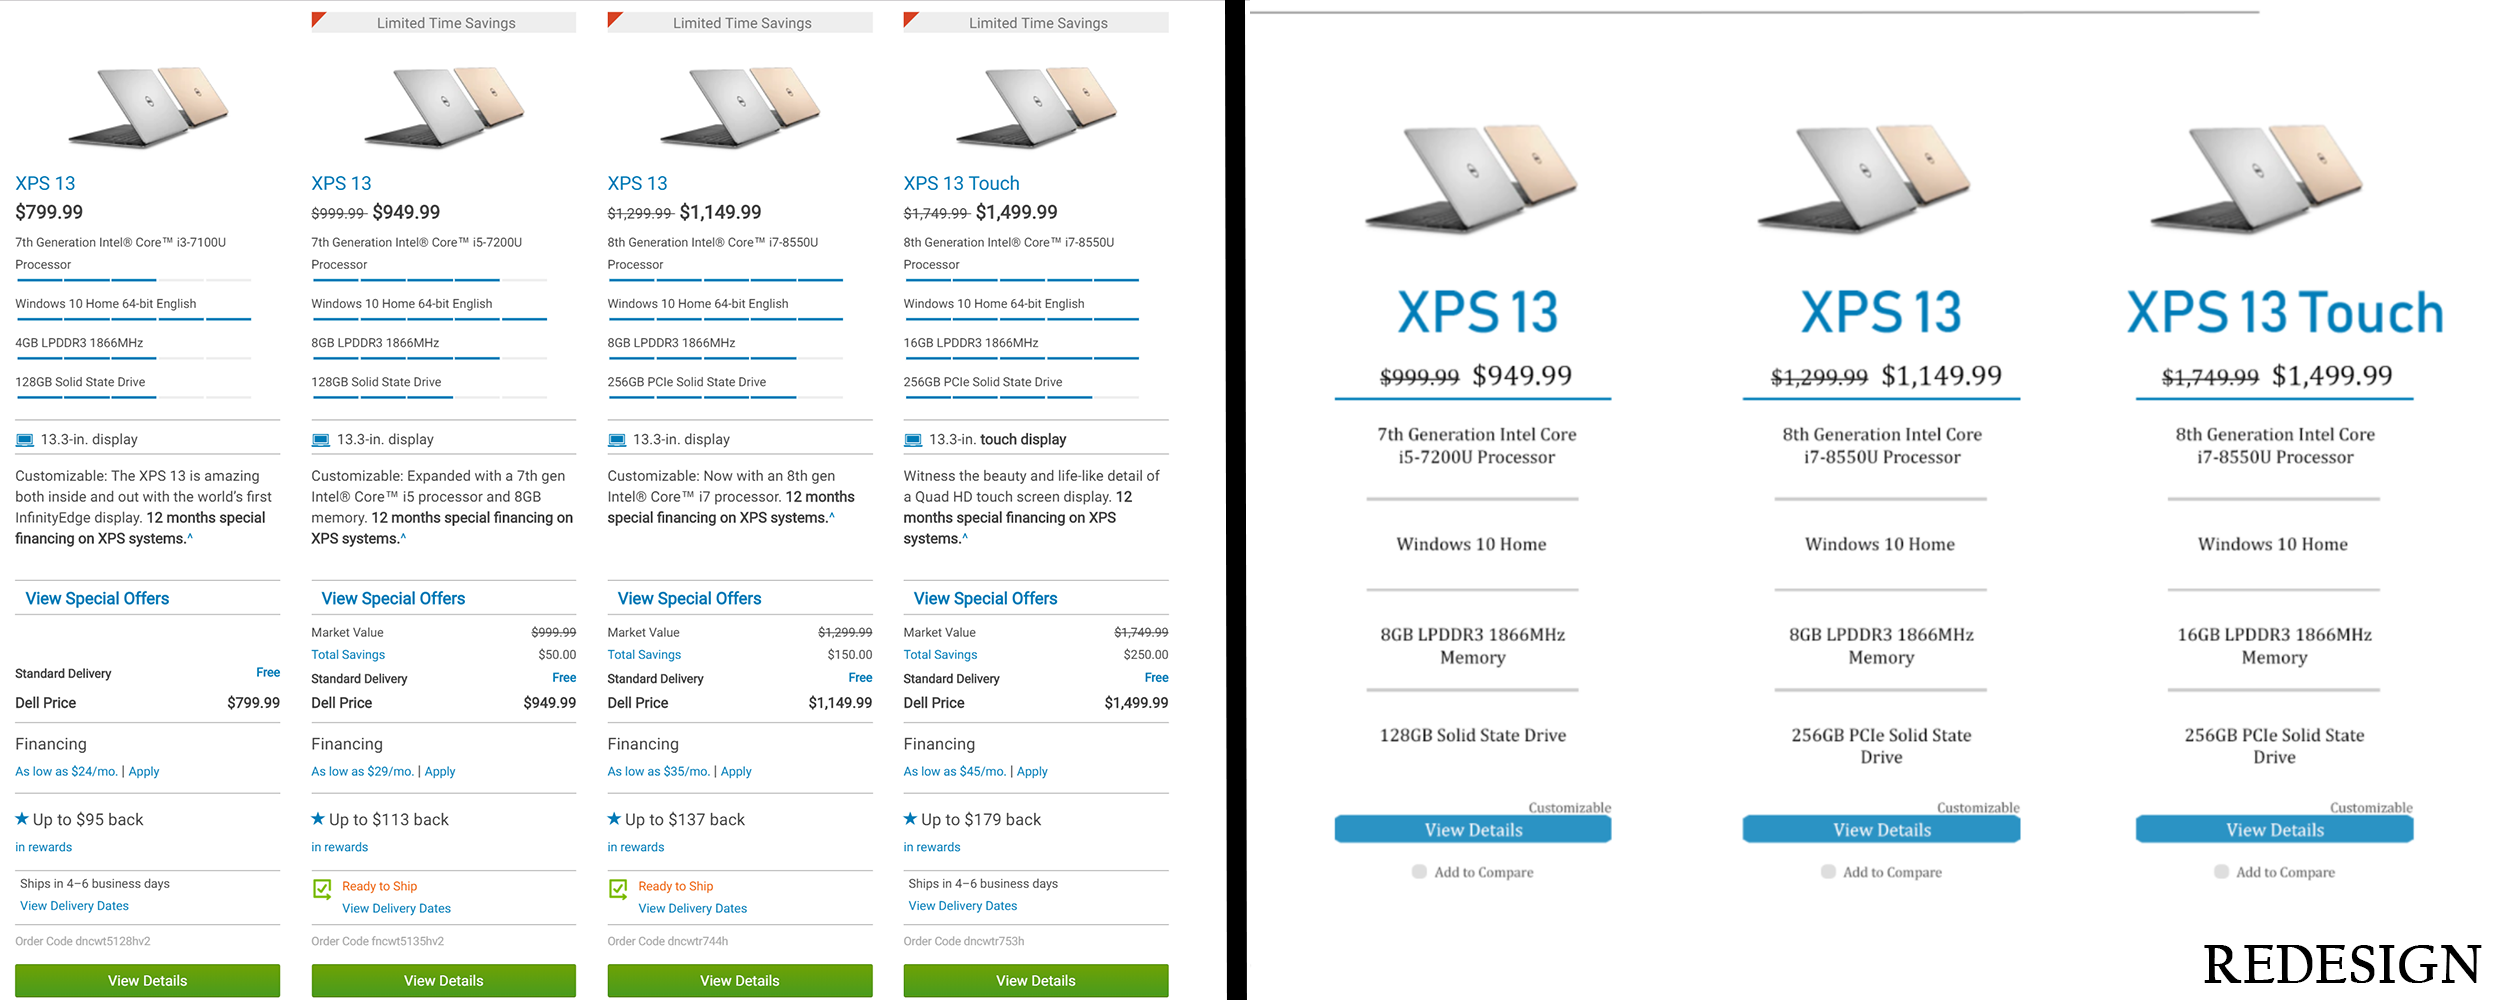 Limited Time Savings
Limited Time Savings
Limited Time Savings
XPS 13
$799.99
7th Generation Intel® Core™ i3-7100U
Processor
Windows 10 Home 64-bit English
4GB LPDDR3 1866MHz
128GB Solid State Drive
13.3-in. display
Customizable: The XPS 13 is amazing
both inside and out with the world's first
InfinityEdge display. 12 months special
financing on XPS systems.^
View Special Offers
Standard Delivery Free
Dell Price $799.99
Financing
As low as $24/mo. | Apply
★ Up to $95 back
in rewards
Ships in 4–6 business days
View Delivery Dates
Order Code dncwt5128hv2
View Details
XPS 13
$999.99 $949.99
7th Generation Intel® Core™ i5-7200U
Processor
Windows 10 Home 64-bit English
8GB LPDDR3 1866MHz
128GB Solid State Drive
13.3-in. display
Customizable: Expanded with a 7th gen
Intel® Core™ i5 processor and 8GB
memory. 12 months special financing on
XPS systems.^
View Special Offers
Market Value $999.99
Total Savings $50.00
Standard Delivery Free
Dell Price $949.99
Financing
As low as $29/mo. | Apply
★ Up to $113 back
in rewards
Ready to Ship
View Delivery Dates
Order Code fncwt5135hv2
View Details
XPS 13
$1,299.99 $1,149.99
8th Generation Intel® Core™ i7-8550U
Processor
Windows 10 Home 64-bit English
8GB LPDDR3 1866MHz
256GB PCIe Solid State Drive
13.3-in. display
Customizable: Now with an 8th gen
Intel® Core™ i7 processor. 12 months
special financing on XPS systems.^
View Special Offers
Market Value $1,299.99
Total Savings $150.00
Standard Delivery Free
Dell Price $1,149.99
Financing
As low as $35/mo. | Apply
★ Up to $137 back
in rewards
Ready to Ship
View Delivery Dates
Order Code dncwtr744h
View Details
XPS 13 Touch
$1,749.99 $1,499.99
8th Generation Intel® Core™ i7-8550U
Processor
Windows 10 Home 64-bit English
16GB LPDDR3 1866MHz
256GB PCIe Solid State Drive
13.3-in. touch display
Witness the beauty and life-like detail of
a Quad HD touch screen display. 12
months special financing on XPS
systems.^
View Special Offers
Market Value $1,749.99
Total Savings $250.00
Standard Delivery Free
Dell Price $1,499.99
Financing
As low as $45/mo. | Apply
★ Up to $179 back
in rewards
Ships in 4–6 business days
View Delivery Dates
Order Code dncwtr753h
View Details
XPS 13
$999.99 $949.99
7th Generation Intel Core
i5-7200U Processor
Windows 10 Home
8GB LPDDR3 1866MHz
Memory
128GB Solid State Drive
Customizable
View Details
Add to Compare
XPS 13
$1,299.99 $1,149.99
8th Generation Intel Core
i7-8550U Processor
Windows 10 Home
8GB LPDDR3 1866MHz
Memory
256GB PCIe Solid State
Drive
Customizable
View Details
Add to Compare
XPS 13 Touch
$1,749.99 $1,499.99
8th Generation Intel Core
i7-8550U Processor
Windows 10 Home
16GB LPDDR3 1866MHz
Memory
256GB PCIe Solid State
Drive
Customizable
View Details
Add to Compare
REDESIGN